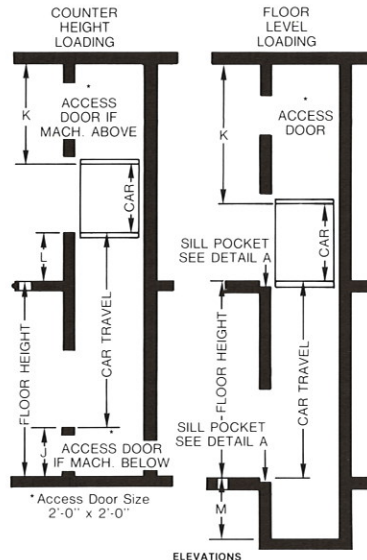 COUNTER
HEIGHT
LOADING
K
*
ACCESS
DOOR IF
MACH. ABOVE
CAR
L
FLOOR HEIGHT
CAR TRAVEL
J
*
ACCESS DOOR
IF MACH. BELOW
*Access Door Size
2'-0" x 2'-0"
FLOOR
LEVEL
LOADING
K
*
ACCESS
DOOR
CAR
SILL POCKET
SEE DETAIL A
FLOOR HEIGHT
CAR TRAVEL
SILL POCKET
SEE DETAIL A
M
ELEVATIONS